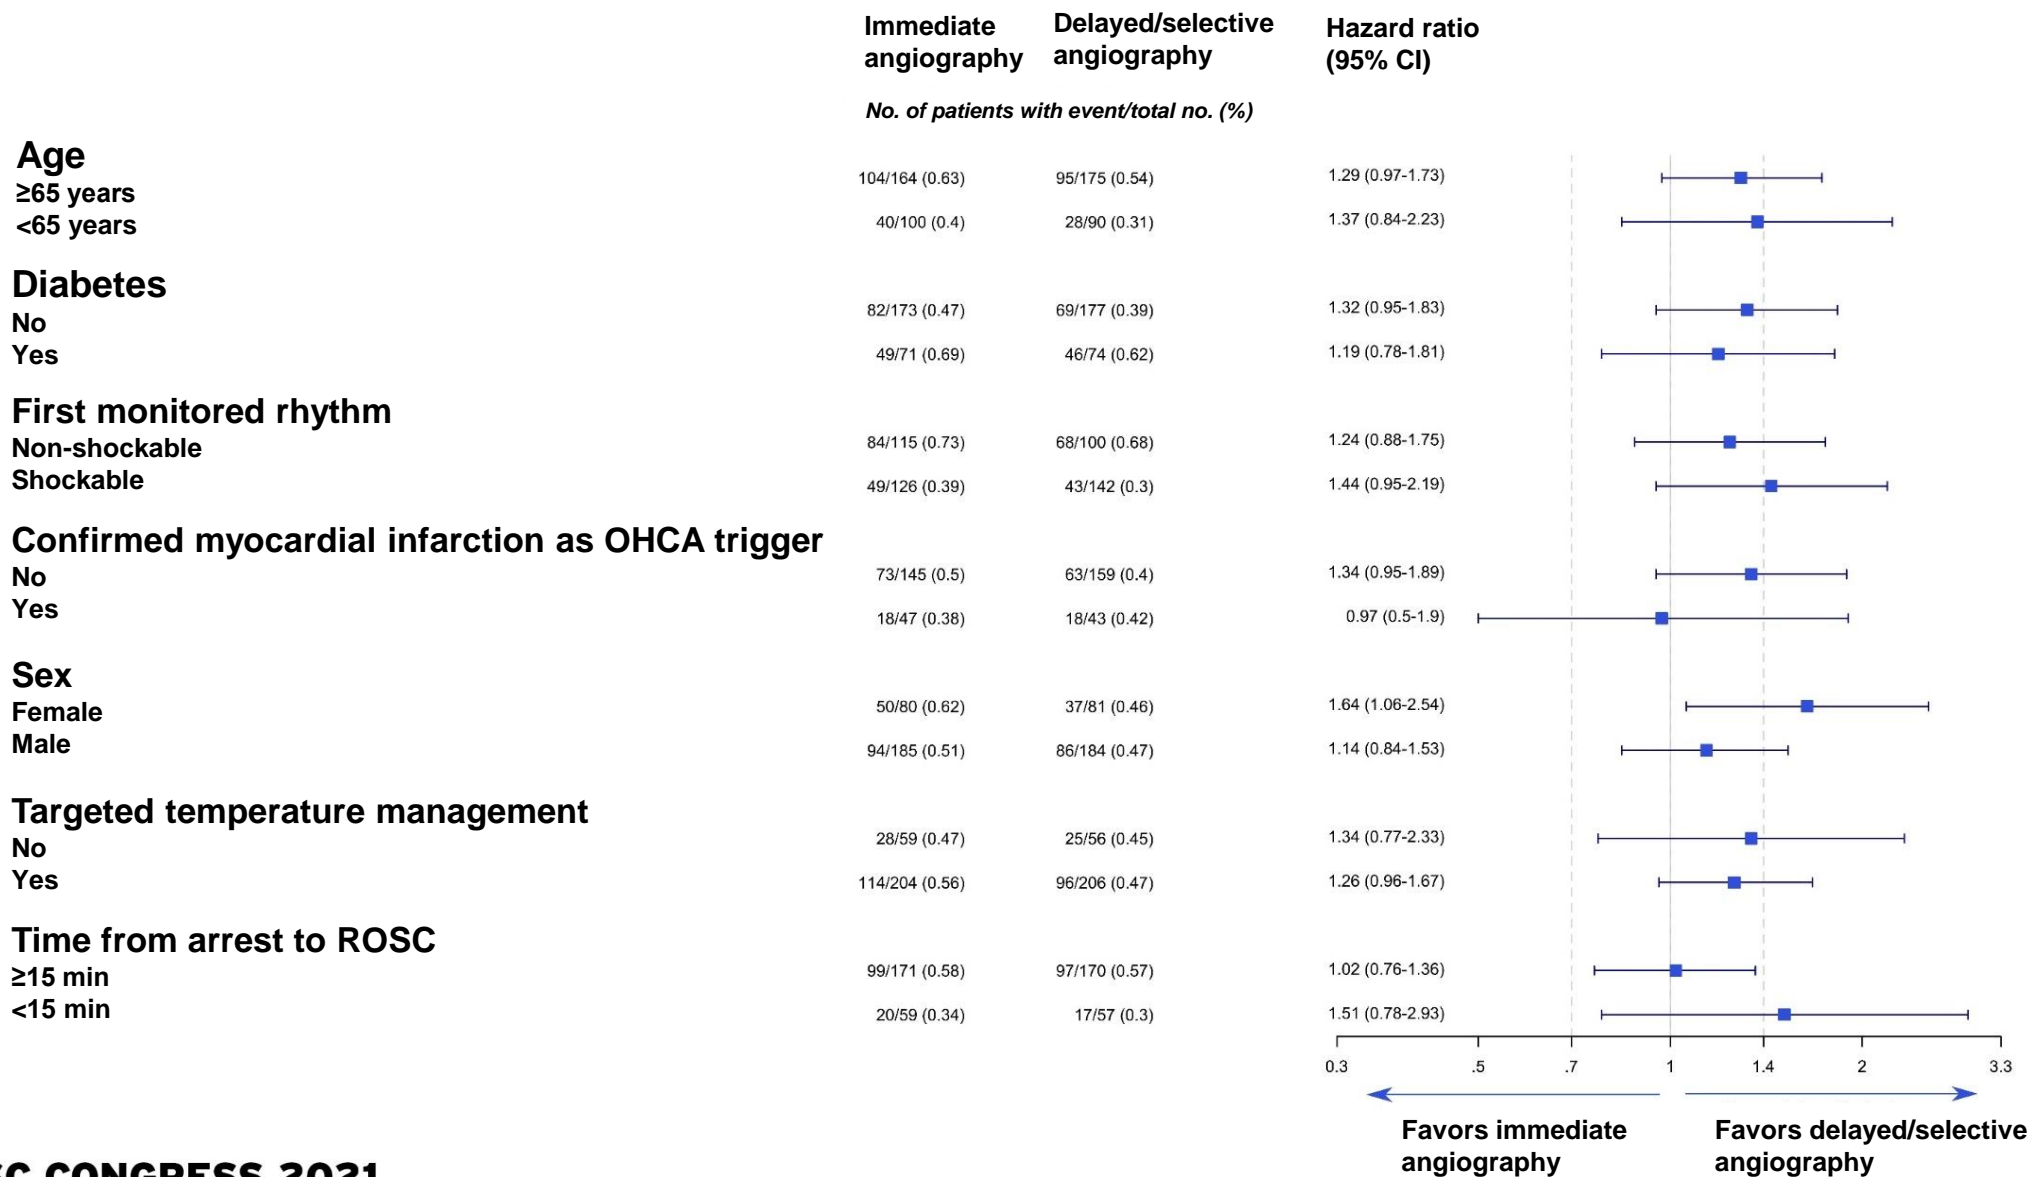 Immediate angiography Delayed/selective angiography Hazard ratio (95% CI)
No. of patients with event/total no. (%)
Age
≥65 years 104/164 (0.63) 95/175 (0.54) 1.29 (0.97-1.73)
<65 years 40/100 (0.4) 28/90 (0.31) 1.37 (0.84-2.23)
Diabetes
No 82/173 (0.47) 69/177 (0.39) 1.32 (0.95-1.83)
Yes 49/71 (0.69) 46/74 (0.62) 1.19 (0.78-1.81)
First monitored rhythm
Non-shockable 84/115 (0.73) 68/100 (0.68) 1.24 (0.88-1.75)
Shockable 49/126 (0.39) 43/142 (0.3) 1.44 (0.95-2.19)
Confirmed myocardial infarction as OHCA trigger
No 73/145 (0.5) 63/159 (0.4) 1.34 (0.95-1.89)
Yes 18/47 (0.38) 18/43 (0.42) 0.97 (0.5-1.9)
Sex
Female 50/80 (0.62) 37/81 (0.46) 1.64 (1.06-2.54)
Male 94/185 (0.51) 86/184 (0.47) 1.14 (0.84-1.53)
Targeted temperature management
No 28/59 (0.47) 25/56 (0.45) 1.34 (0.77-2.33)
Yes 114/204 (0.56) 96/206 (0.47) 1.26 (0.96-1.67)
Time from arrest to ROSC
≥15 min 99/171 (0.58) 97/170 (0.57) 1.02 (0.76-1.36)
<15 min 20/59 (0.34) 17/57 (0.3) 1.51 (0.78-2.93)
0.3 .5 .7 1 1.4 2 3.3
Favors immediate angiography Favors delayed/selective angiography
CONGRESS 2021